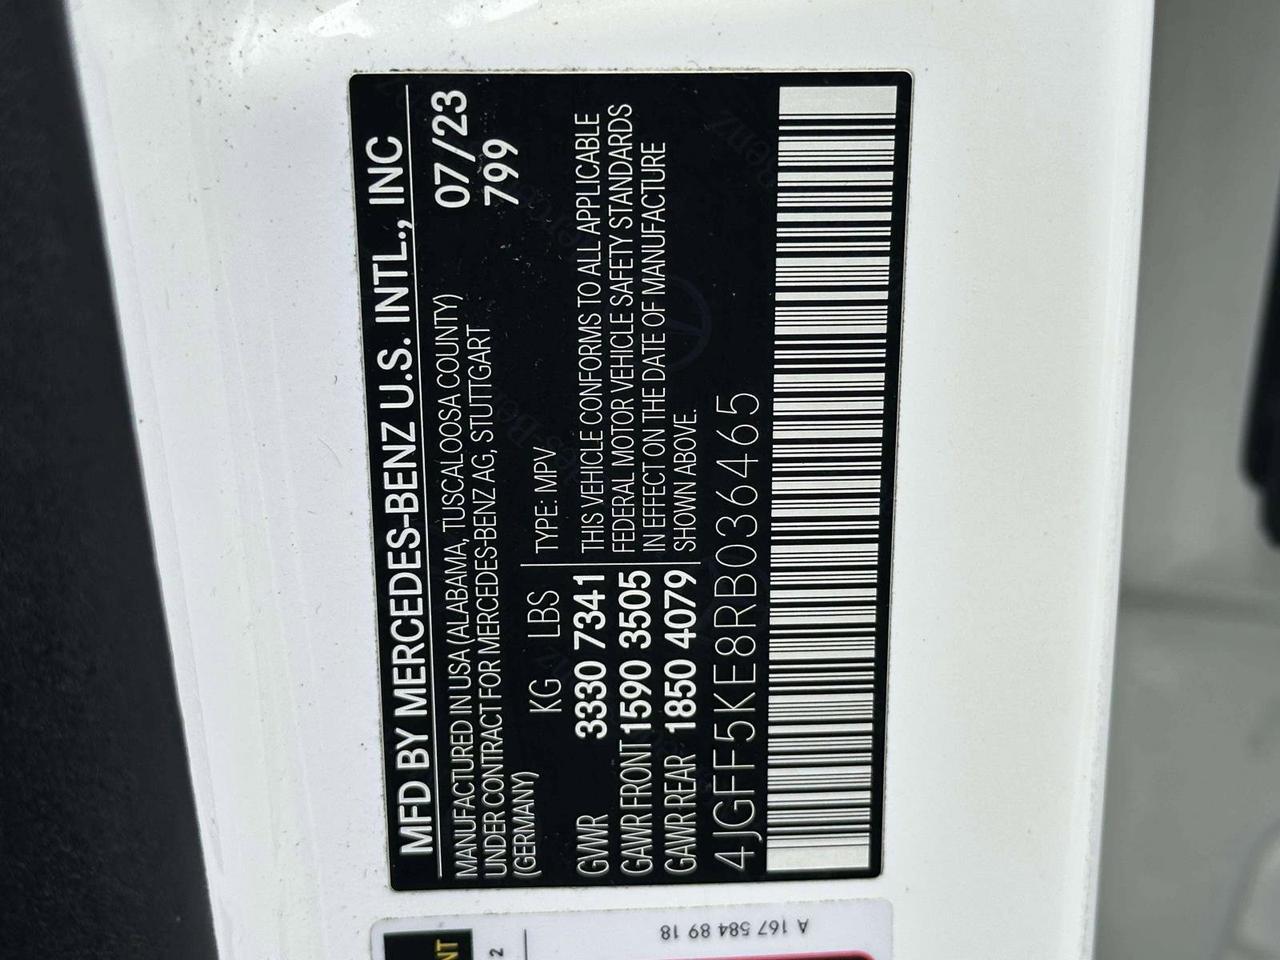 MFD BY MERCEDES-BENZ U.S. INTL., INC
MANUFACTURED IN USA (ALABAMA, TUSCALOOSA COUNTY) 07/23
UNDER CONTRACT FOR MERCEDES-BENZ AG, STUTTGART 799
(GERMANY)
KG LBS TYPE: MPV
GWWR 3330 7341 THIS VEHICLE CONFORMS TO ALL APPLICABLE
GAWR FRONT 1590 3505 FEDERAL MOTOR VEHICLE SAFETY STANDARDS
IN EFFECT ON THE DATE OF MANUFACTURE
GAWR REAR 1850 4079 SHOWN ABOVE.
4JGFF5KE8RB036465
A 167 584 89 18
NT
2